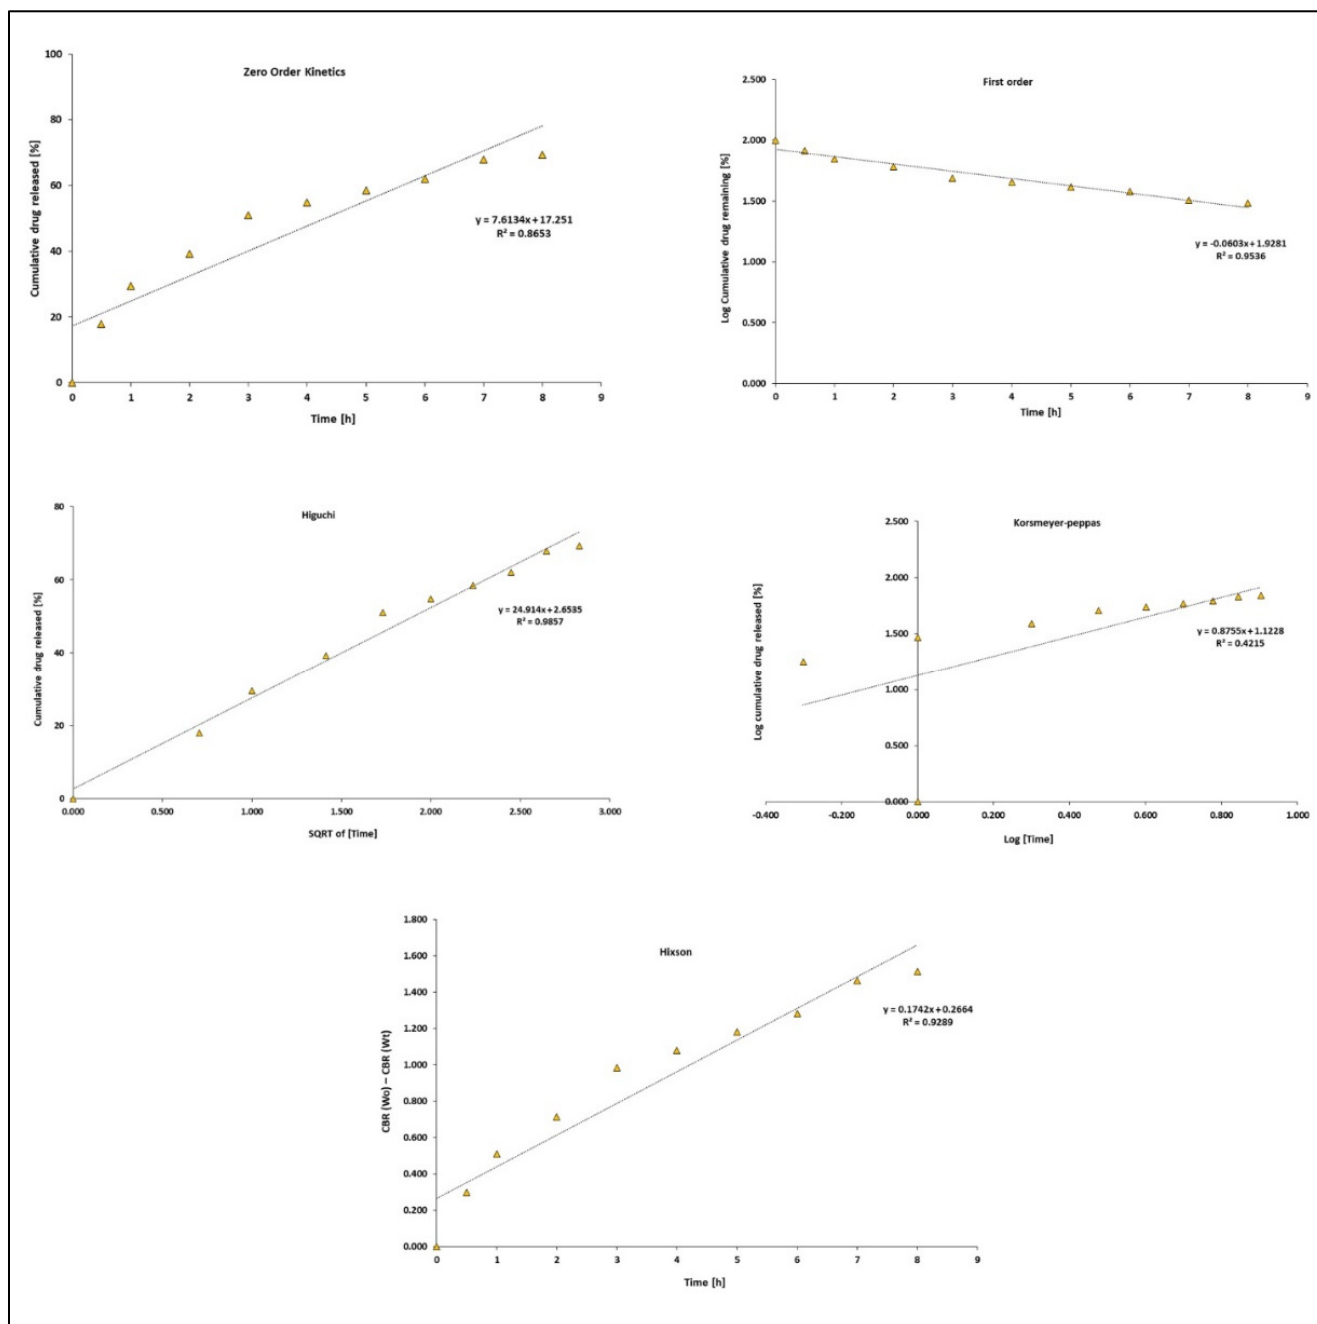 Zero Order Kinetics
Cumulative drug released [%]
100
80
60
40
20
0
y = 7.6134x + 17.251
R² = 0.8653
0 1 2 3 4 5 6 7 8 9
Time [h]
First order
Log Cumulative drug remaining [%]
2.500
2.000
1.500
1.000
0.500
0.000
y = -0.0603x + 1.9281
R² = 0.9536
0 1 2 3 4 5 6 7 8 9
Time [h]
Higuchi
Cumulative drug released [%]
80
60
40
20
0
y = 24.914x + 2.6535
R² = 0.9857
0.000 0.500 1.000 1.500 2.000 2.500 3.000
SQRT of [Time]
Korsmeyer-peppas
Log cumulative drug released [%]
2.500
2.000
1.500
1.000
0.500
0.000
y = 0.8755x + 1.1228
R² = 0.4215
-0.400 -0.200 0.000 0.200 0.400 0.600 0.800 1.000
Log [Time]
Hixson
CBR (Wo) – CBR (Wt)
1.800
1.600
1.400
1.200
1.000
0.800
0.600
0.400
0.200
0.000
y = 0.1742x + 0.2664
R² = 0.9289
0 1 2 3 4 5 6 7 8 9
Time [h]